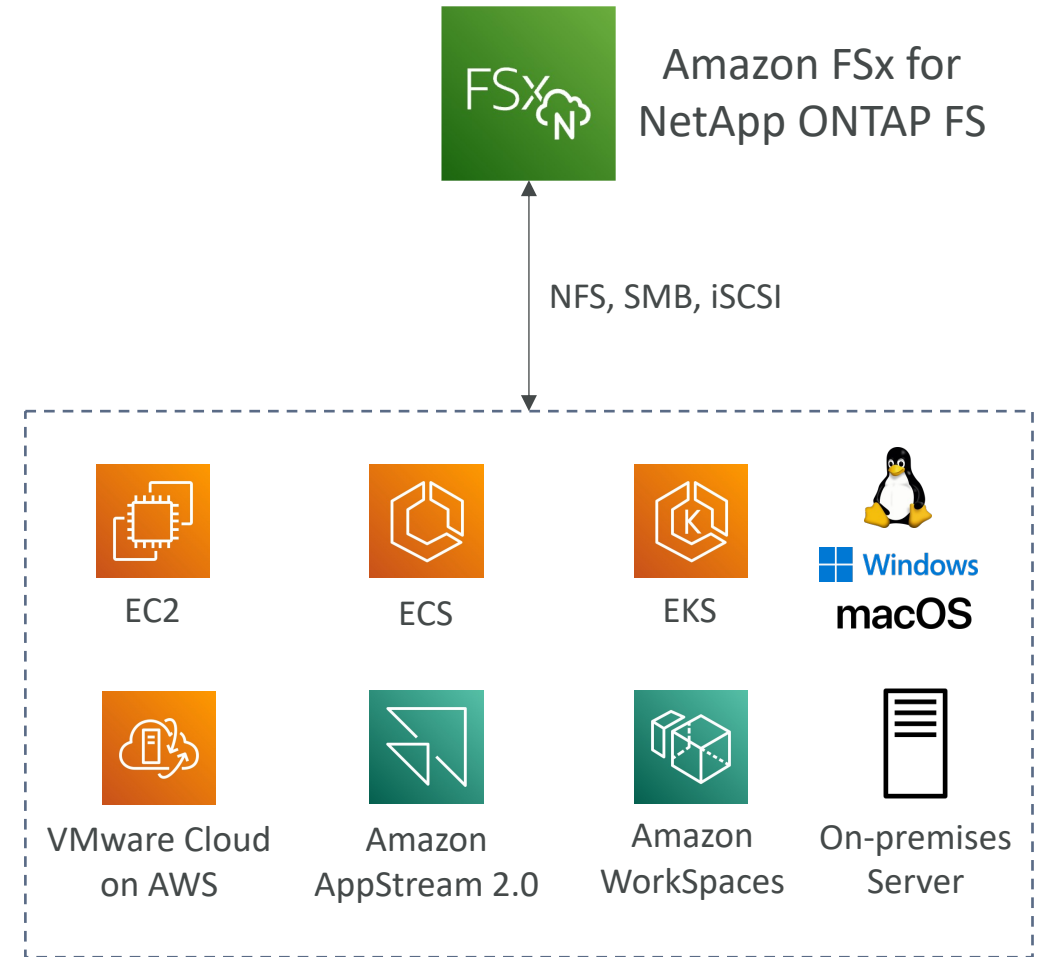 FSx
N
Amazon FSx for
NetApp ONTAP FS
NFS, SMB, iSCSI
EC2
ECS
K
EKS
Windows
macOS
VMware Cloud
on AWS
Amazon
AppStream 2.0
Amazon
WorkSpaces
On-premises
Server